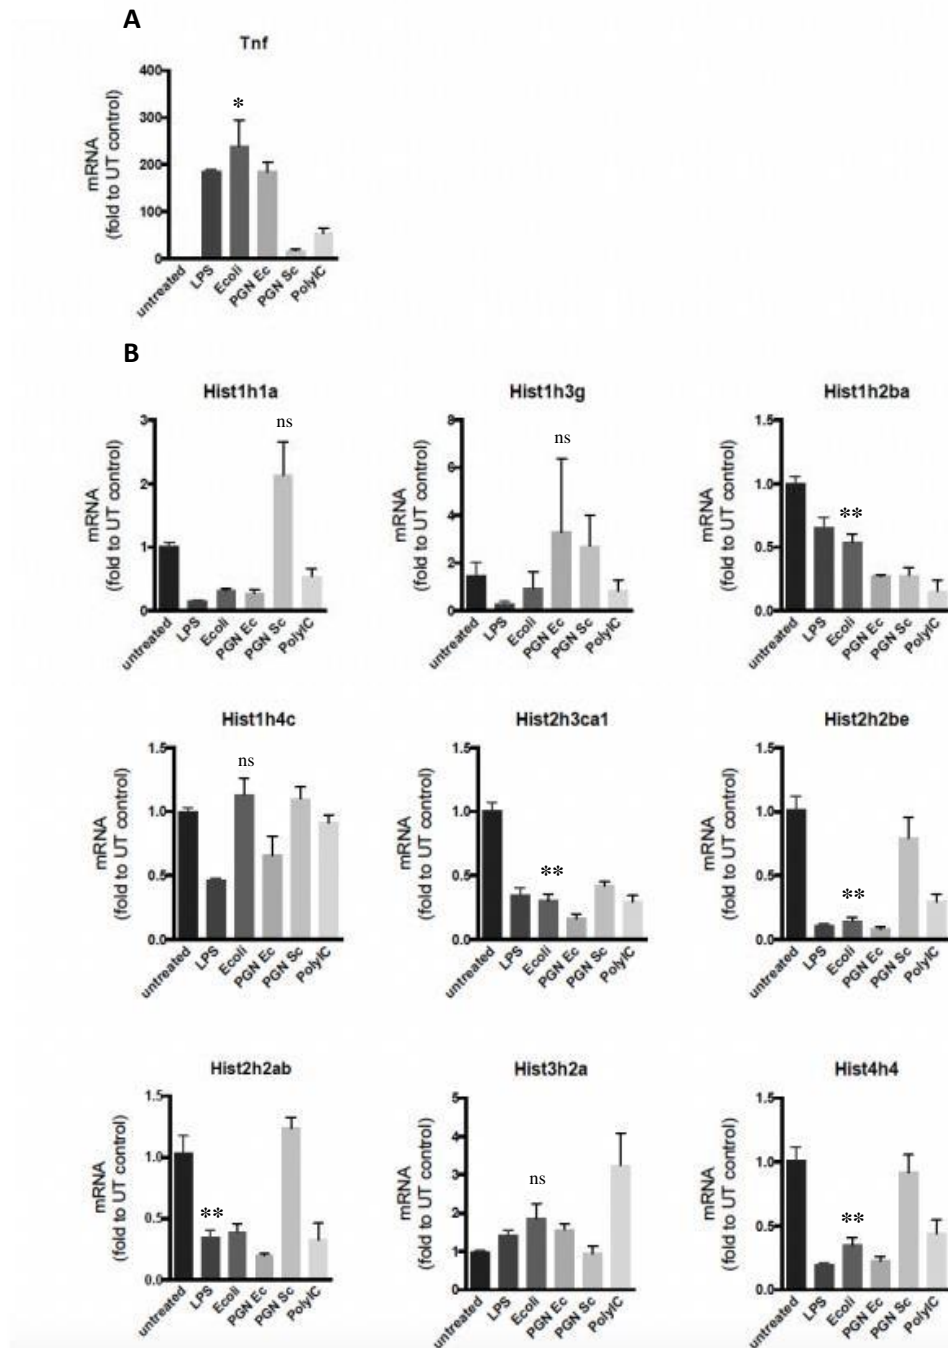 A
Tnf
mRNA
(fold to UT control)
400
300
200
100
0
*
untreated LPS Ecoli PGN Ec PGN Sc PolyIC
B
Hist1h1a
mRNA
(fold to UT control)
3
2
1
0
ns
untreated LPS Ecoli PGN Ec PGN Sc PolyIC
Hist1h3g
mRNA
(fold to UT control)
8
6
4
2
0
ns
untreated LPS Ecoli PGN Ec PGN Sc PolyIC
Hist1h2ba
mRNA
(fold to UT control)
1.5
1.0
0.5
0.0
**
untreated LPS Ecoli PGN Ec PGN Sc PolyIC
Hist1h4c
mRNA
(fold to UT control)
1.5
1.0
0.5
0.0
ns
untreated LPS Ecoli PGN Ec PGN Sc PolyIC
Hist2h3ca1
mRNA
(fold to UT control)
1.5
1.0
0.5
0.0
**
untreated LPS Ecoli PGN Ec PGN Sc PolyIC
Hist2h2be
mRNA
(fold to UT control)
1.5
1.0
0.5
0.0
**
untreated LPS Ecoli PGN Ec PGN Sc PolyIC
Hist2h2ab
mRNA
(fold to UT control)
1.5
1.0
0.5
0.0
**
untreated LPS Ecoli PGN Ec PGN Sc PolyIC
Hist3h2a
mRNA
(fold to UT control)
5
4
3
2
1
0
ns
untreated LPS Ecoli PGN Ec PGN Sc PolyIC
Hist4h4
mRNA
(fold to UT control)
1.5
1.0
0.5
0.0
**
untreated LPS Ecoli PGN Ec PGN Sc PolyIC